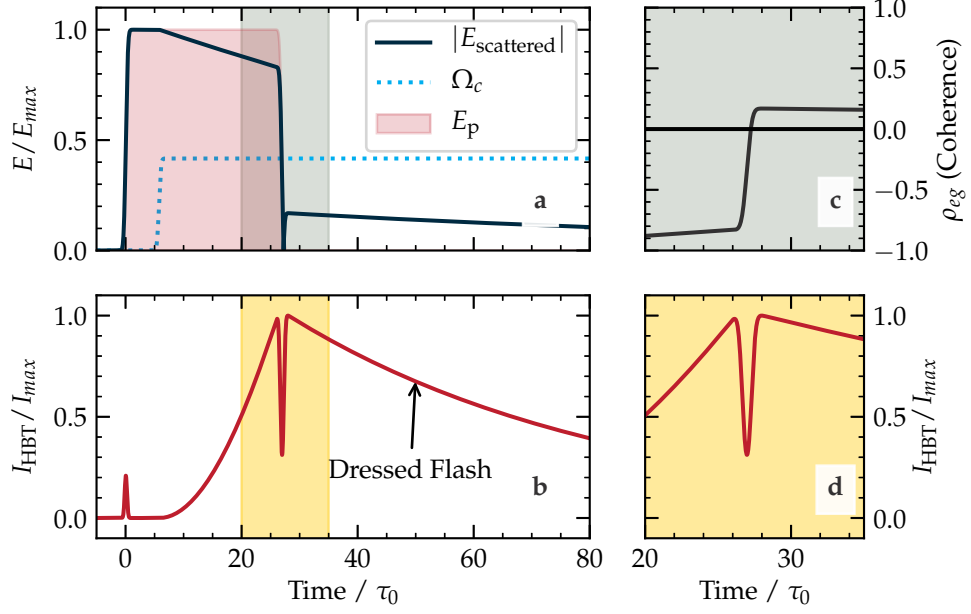 1.0
0.5
0.0
E / E_max
|E_scattered|
Ω_c
E_p
a
1.0
0.5
0.0
−0.5
−1.0
ρ_eg (Coherence)
c
1.0
0.5
0.0
I_HBT / I_max
Dressed Flash
b
0 20 40 60 80
Time / τ_0
1.0
0.5
0.0
I_HBT / I_max
d
20 30
Time / τ_0